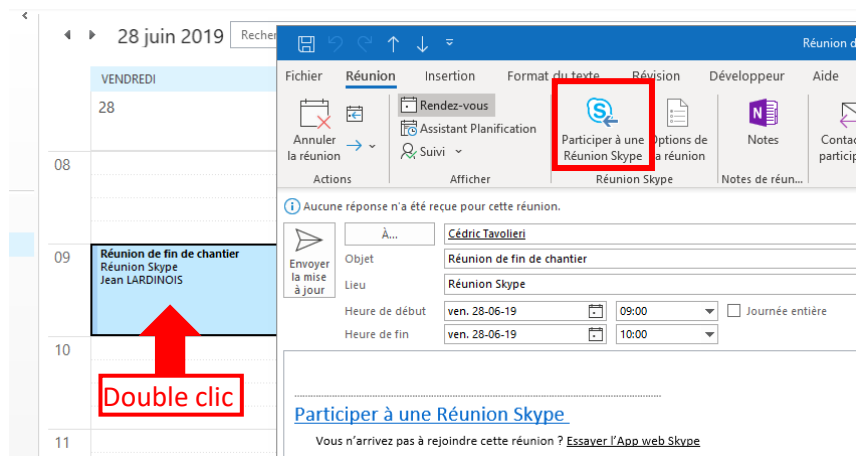 28 juin 2019
Recher
VENDREDI
28
08
09
Réunion de fin de chantier
Réunion Skype
Jean LARDINOIS
Double clic
10
11
Réunion d
Fichier Réunion Insertion Format du texte Révision Développeur Aide
Annuler
la réunion
Actions
Rendez-vous
Assistant Planification
Suivi
Afficher
Participer à une
Réunion Skype
Options de
la réunion
Réunion Skype
Notes
Notes de réun...
Contac
particip
Aucune réponse n'a été reçue pour cette réunion.
Envoyer
la mise
à jour
À... Cédric Tavolieri
Objet Réunion de fin de chantier
Lieu Réunion Skype
Heure de début ven. 28-06-19 09:00 Journée entière
Heure de fin ven. 28-06-19 10:00
Participer à une Réunion Skype
Vous n'arrivez pas à rejoindre cette réunion ? Essayer l'App web Skype